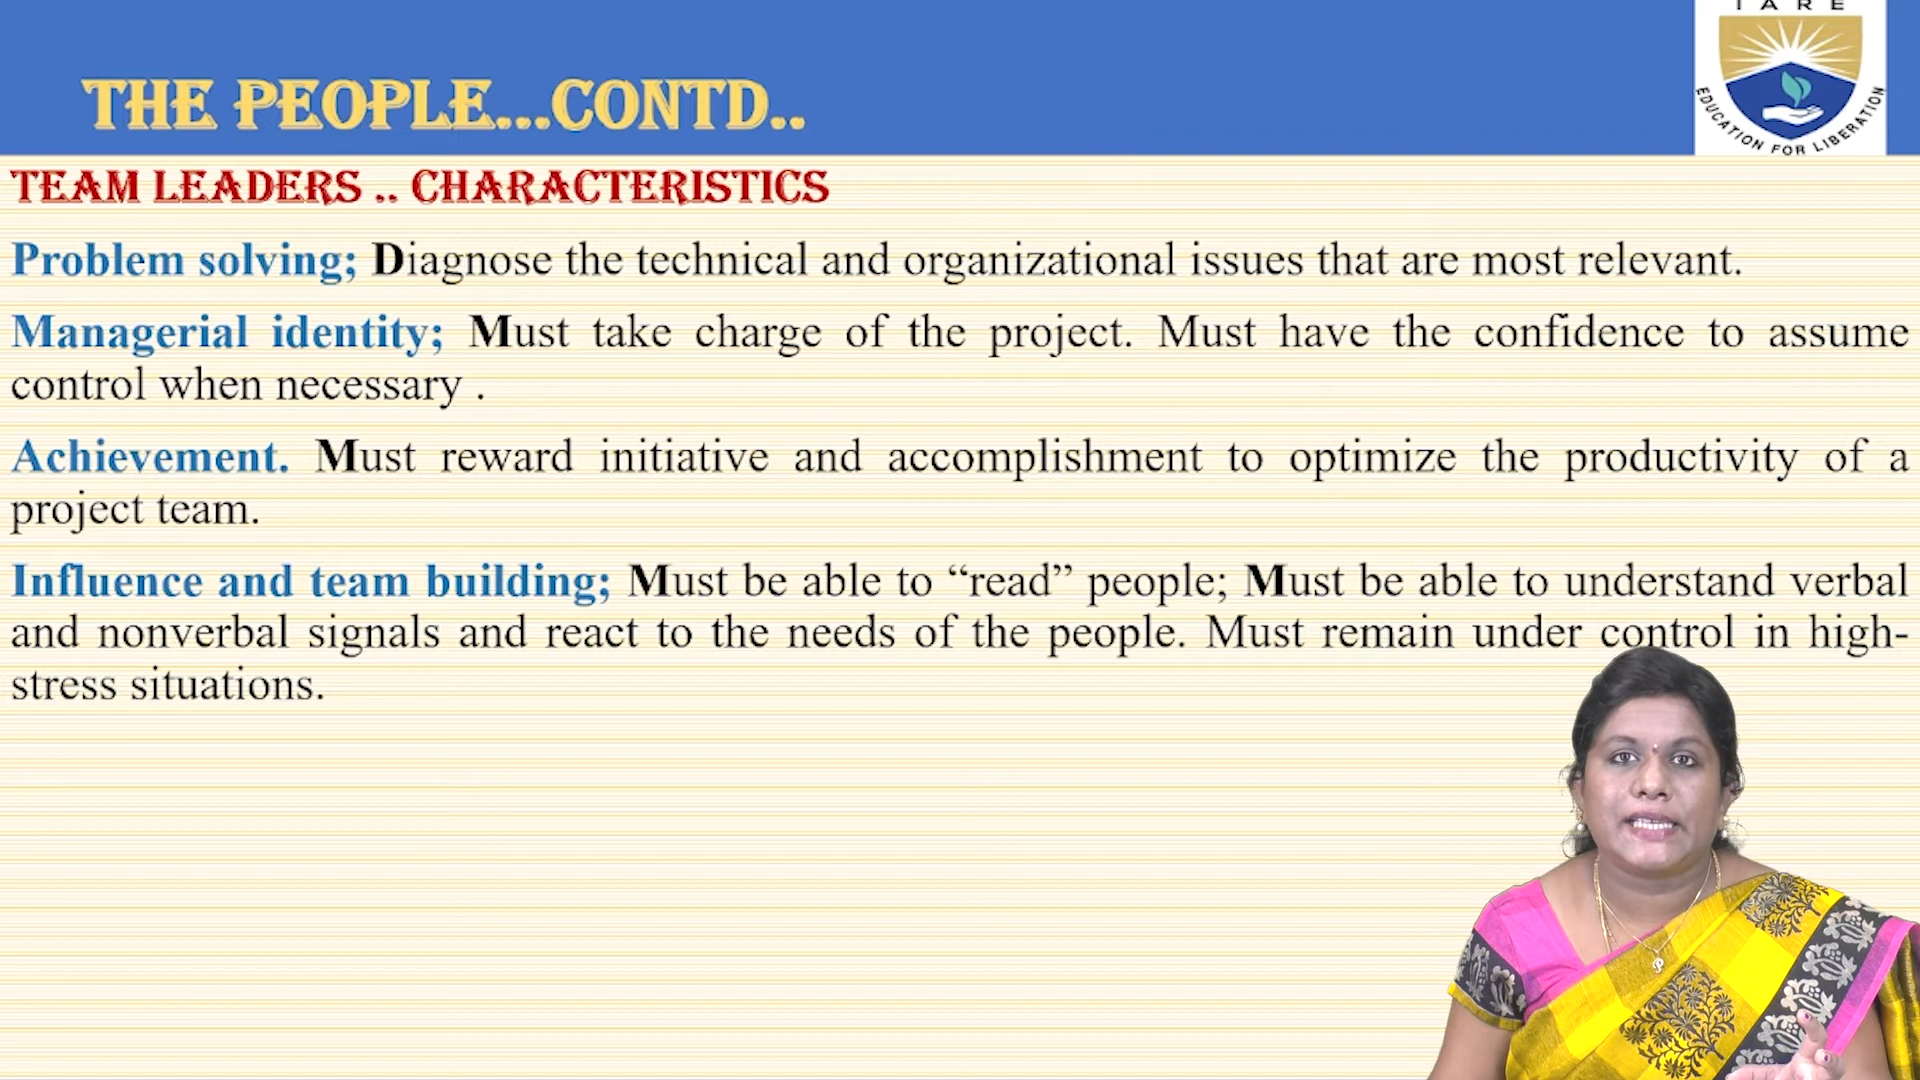 IARE
EDUCATION FOR LIBERATION
THE PEOPLE...CONTD..
TEAM LEADERS .. CHARACTERISTICS
Problem solving; Diagnose the technical and organizational issues that are most relevant.
Managerial identity; Must take charge of the project. Must have the confidence to assume
control when necessary .
Achievement. Must reward initiative and accomplishment to optimize the productivity of a
project team.
Influence and team building; Must be able to “read” people; Must be able to understand verbal
and nonverbal signals and react to the needs of the people. Must remain under control in high-
stress situations.